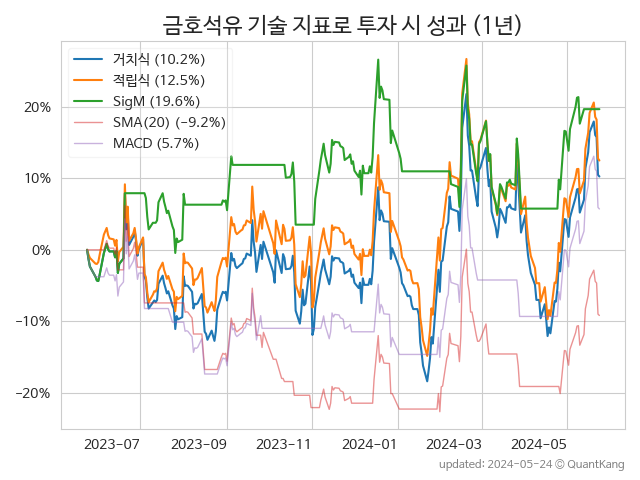 금호석유 기술 지표로 투자 시 성과 (1년)
거치식 (10.2%)
적립식 (12.5%)
SigM (19.6%)
SMA(20) (−9.2%)
MACD (5.7%)
20%
10%
0%
−10%
−20%
2023−07
2023−09
2023−11
2024−01
2024−03
2024−05
updated: 2024-05-24 © QuantKang